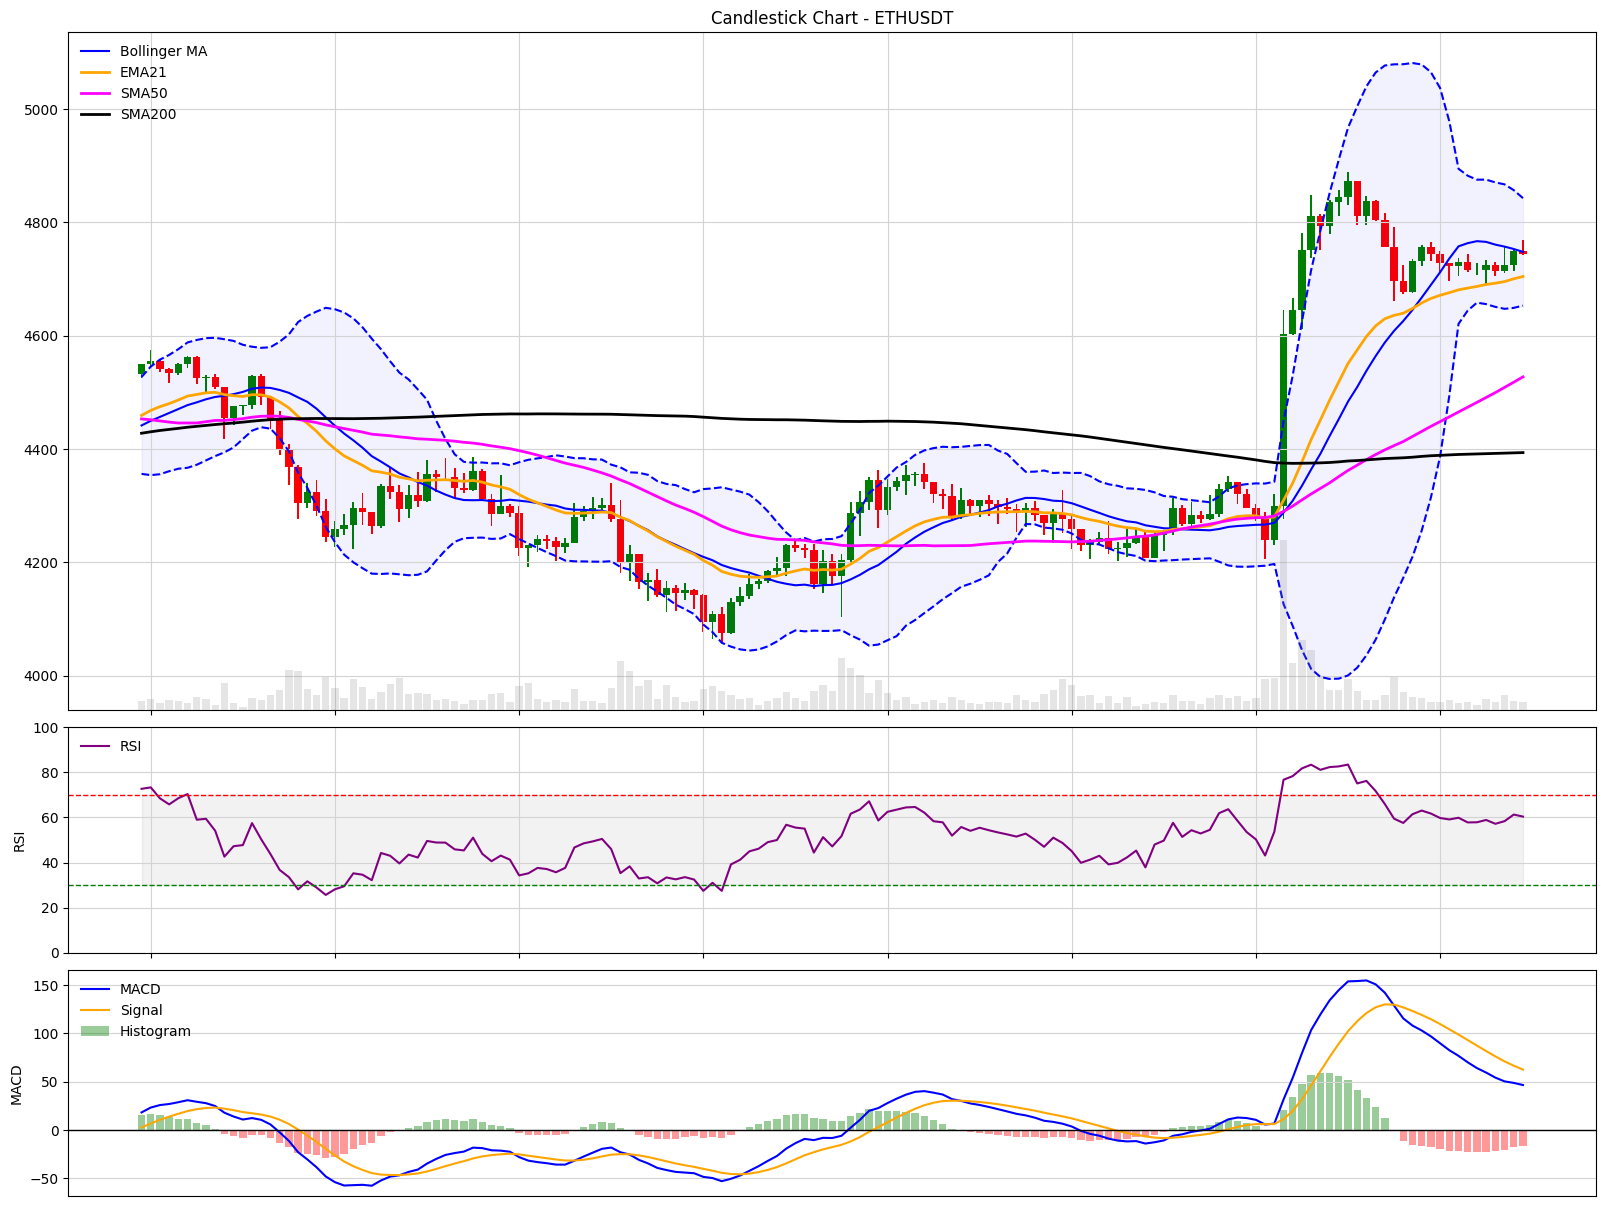 Candlestick Chart - ETHUSDT
Bollinger MA
EMA21
SMA50
SMA200
5000
4800
4600
4400
4200
4000
RSI
100
80
60
40
20
0
RSI
MACD
Signal
Histogram
150
100
50
0
−50
MACD